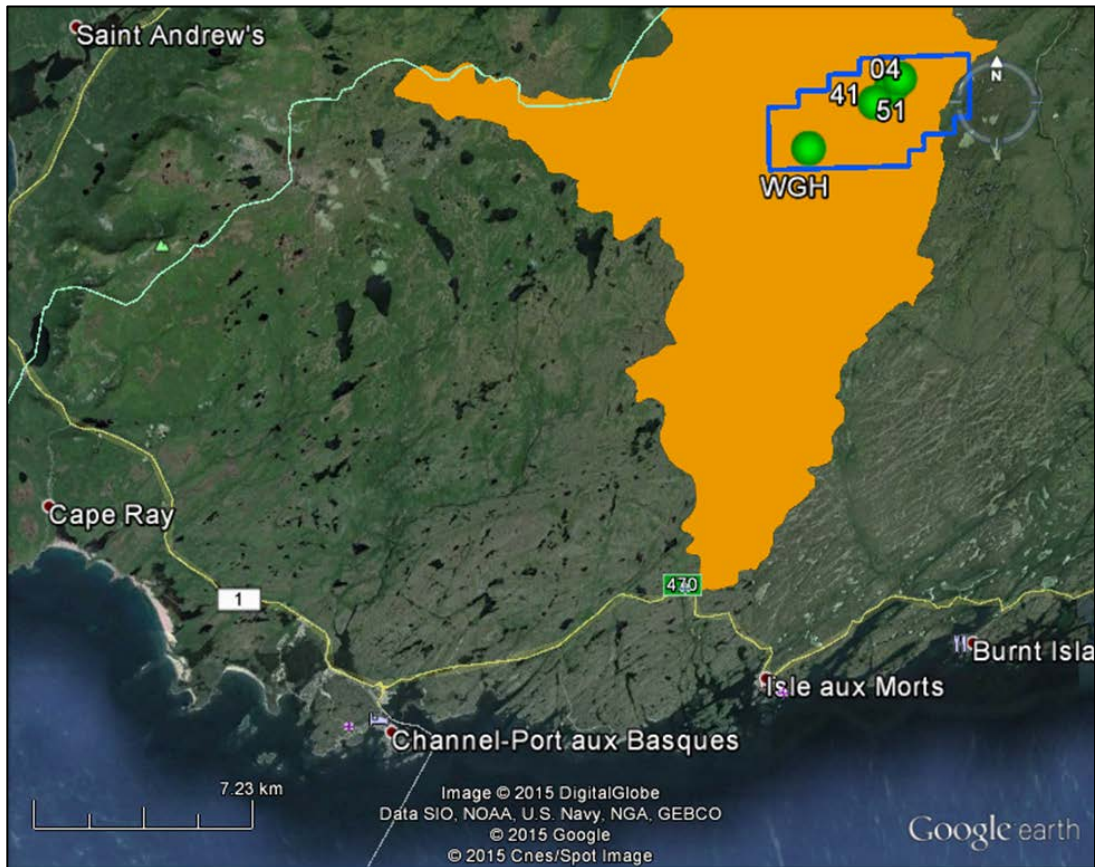 Saint Andrew's
04
N
41
51
WGH
Cape Ray
470
1
Burnt Isla
Isle aux Morts
Channel-Port aux Basques
7.23 km
Image © 2015 DigitalGlobe
Data SIO, NOAA, U.S. Navy, NGA, GEBCO
© 2015 Google
© 2015 Cnes/Spot Image
Google earth